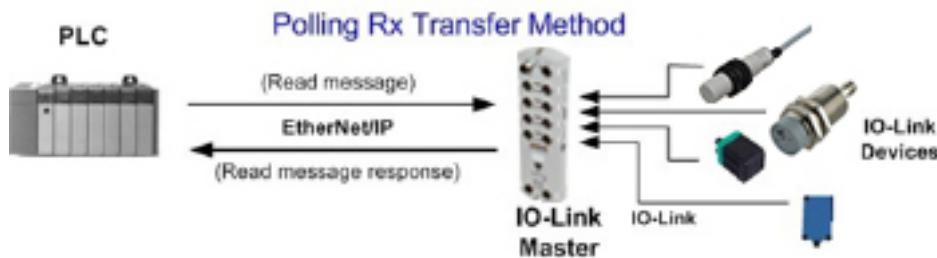 Polling Rx Transfer Method
PLC
(Read message)
EtherNet/IP
(Read message response)
IO-Link
Master
IO-Link
IO-Link
Devices